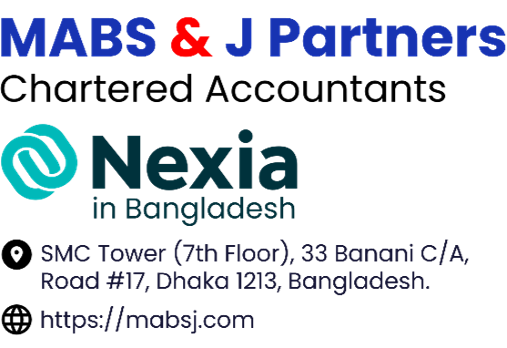 MABS & J Partners
Chartered Accountants
Nexia
in Bangladesh
SMC Tower (7th Floor), 33 Banani C/A,
Road #17, Dhaka 1213, Bangladesh.
https://mabsj.com